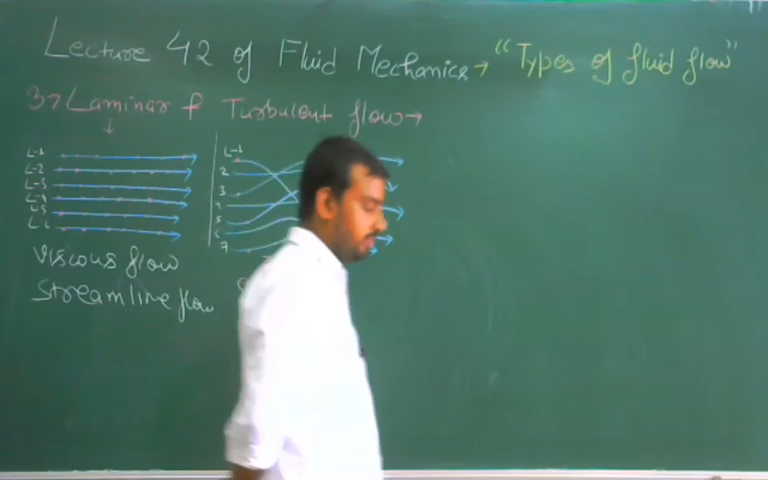 Lecture 42 of Fluid Mechanics → "Types of fluid flow"
3→ Laminar & Turbulent flow →
↓
L-1
L-2
L-3
L-4
L-5
L-6
Viscous flow
Streamline flow
L-1
2
3
4
5
6
7